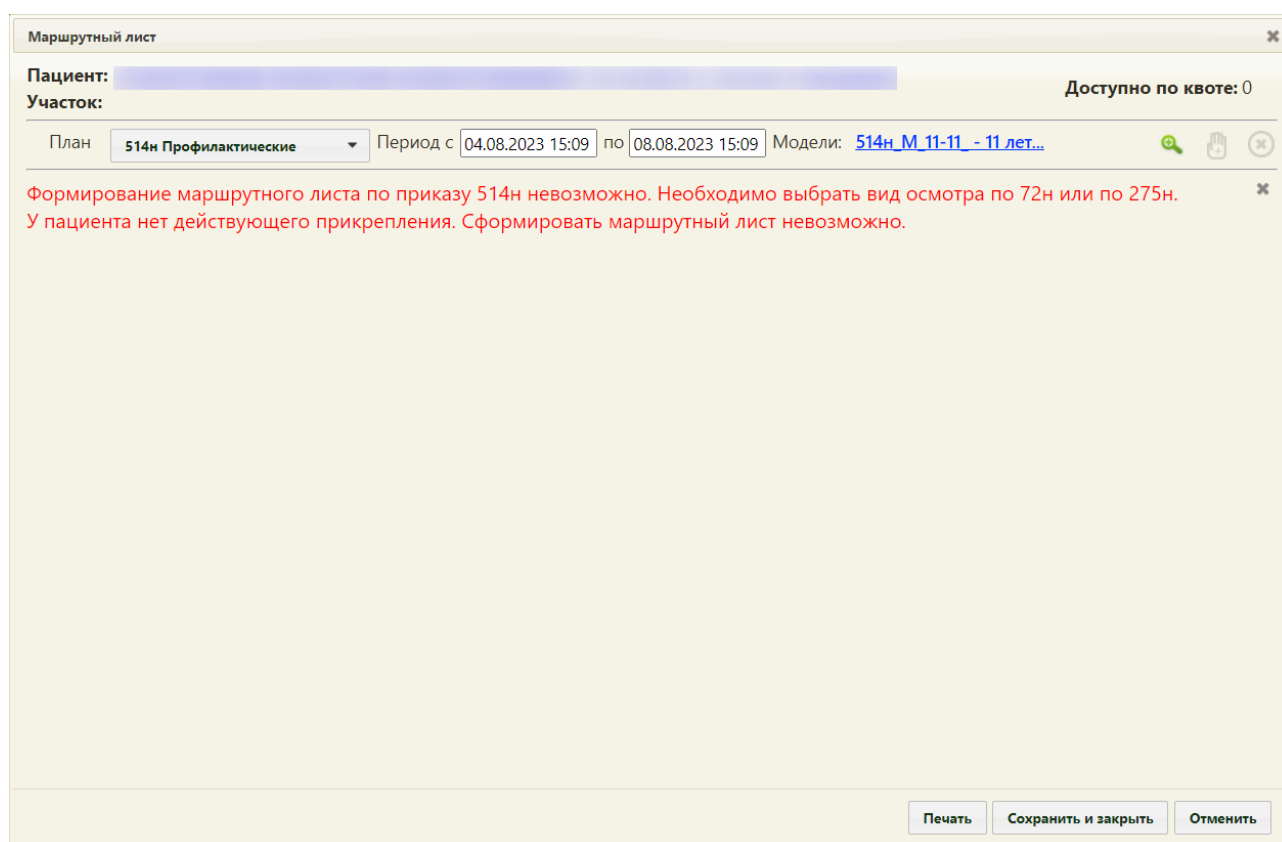 Маршрутный лист
Пациент:
Участок:
Доступно по квоте: 0
План 514н Профилактические Период с 04.08.2023 15:09 по 08.08.2023 15:09 Модели: 514н_М_11-11_ - 11 лет...
Формирование маршрутного листа по приказу 514н невозможно. Необходимо выбрать вид осмотра по 72н или по 275н.
У пациента нет действующего прикрепления. Сформировать маршрутный лист невозможно.
Печать Сохранить и закрыть Отменить